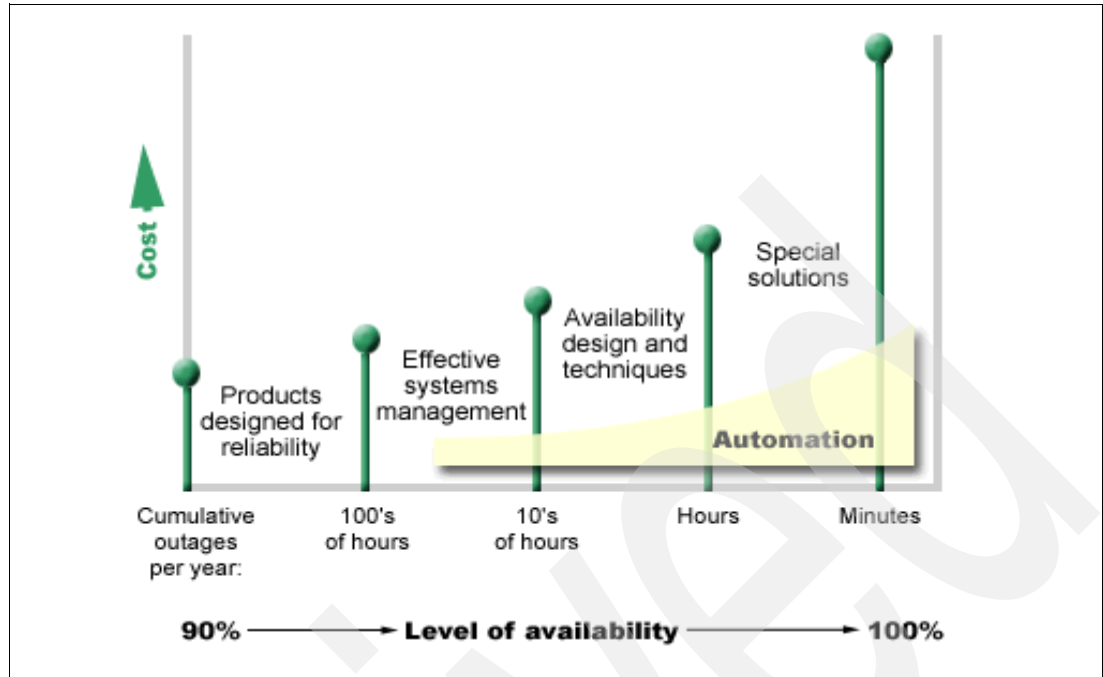 Cost
Products
designed for
reliability
Effective
systems
management
Availability
design and
techniques
Special
solutions
Automation
Cumulative
outages
per year:
100's
of hours
10's
of hours
Hours
Minutes
90%
Level of availability
100%